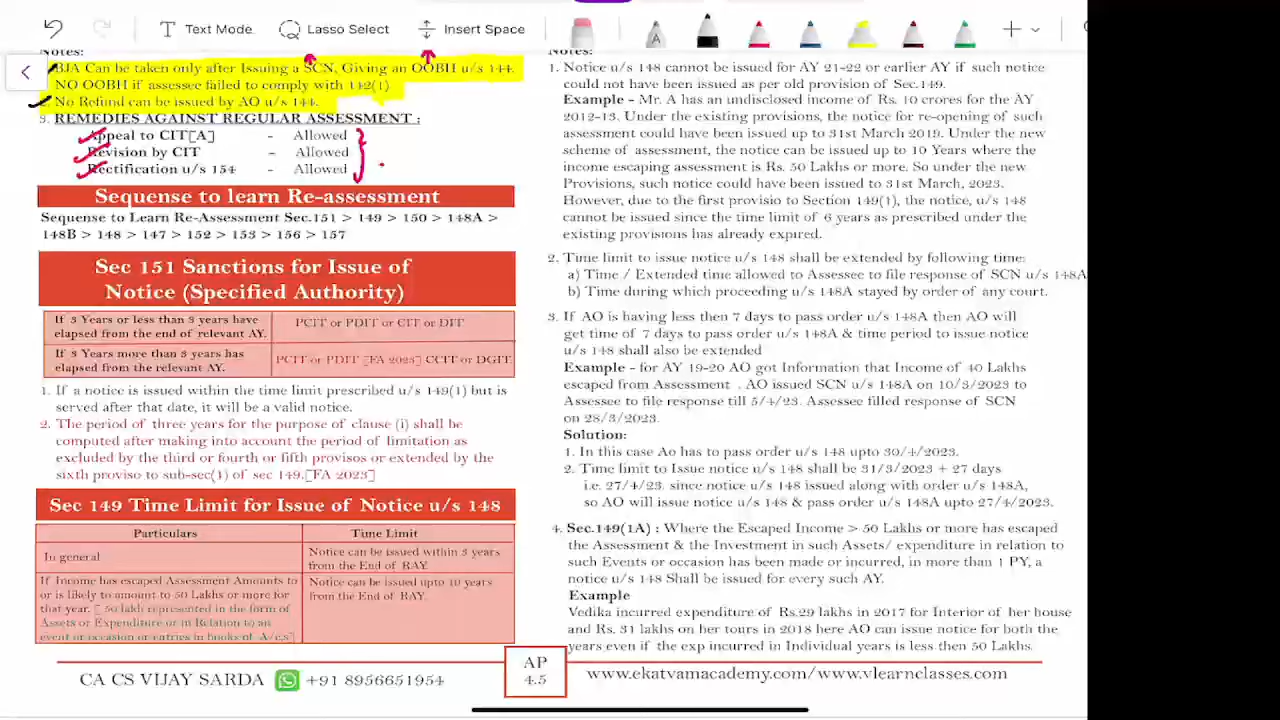 Text Mode
Lasso Select
Insert Space
Notes:
BJA Can be taken only after Issuing a SCN, Giving an OOBH u/s 144.
NO OOBH if assessee failed to comply with 142(1)
2. No Refund can be issued by AO u/s 144.
3. REMEDIES AGAINST REGULAR ASSESSMENT :
Appeal to CIT[A] - Allowed
Revision by CIT - Allowed
Rectification u/s 154 - Allowed
Sequense to learn Re-assessment
Sequense to Learn Re-Assessment Sec.151 > 149 > 150 > 148A >
148B > 148 > 147 > 152 > 153 > 156 > 157
Sec 151 Sanctions for Issue of
Notice (Specified Authority)
If 3 Years or less than 3 years have
elapsed from the end of relevant AY.
PCIT or PDIT or CIT or DIT
If 3 Years more than 3 years has
elapsed from the relevant AY.
PCIT or PDIT [FA 2023] CCIT or DGIT
1. If a notice is issued within the time limit prescribed u/s 149(1) but is
served after that date, it will be a valid notice.
2. The period of three years for the purpose of clause (i) shall be
computed after making into account the period of limitation as
excluded by the third or fourth or fifth provisos or extended by the
sixth proviso to sub-sec(1) of sec 149.[FA 2023]
Sec 149 Time Limit for Issue of Notice u/s 148
Particulars
Time Limit
In general
Notice can be issued within 3 years
from the End of RAY.
If Income has escaped Assessment Amounts to
or is likely to amount to 50 Lakhs or more for
that year. [ 50 lakh represented in the form of
Assets or Expenditure or in Relation to an
event or occasion or entries in books of A/c.s]
Notice can be issued upto 10 years
from the End of RAY.
Notes:
1. Notice u/s 148 cannot be issued for AY 21-22 or earlier AY if such notice
could not have been issued as per old provision of Sec.149.
Example - Mr. A has an undisclosed income of Rs. 10 crores for the AY
2012-13. Under the existing provisions, the notice for re-opening of such
assessment could have been issued up to 31st March 2019. Under the new
scheme of assessment, the notice can be issued up to 10 Years where the
income escaping assessment is Rs. 50 Lakhs or more. So under the new
Provisions, such notice could have been issued to 31st March, 2023.
However, due to the first proviso to Section 149(1), the notice, u/s 148
cannot be issued since the time limit of 6 years as prescribed under the
existing provisions has already expired.
2. Time limit to issue notice u/s 148 shall be extended by following time:
a) Time / Extended time allowed to Assessee to file response of SCN u/s 148A
b) Time during which proceeding u/s 148A stayed by order of any court.
3. If AO is having less then 7 days to pass order u/s 148A then AO will
get time of 7 days to pass order u/s 148A & time period to issue notice
u/s 148 shall also be extended
Example - for AY 19-20 AO got Information that Income of 40 Lakhs
escaped from Assessment . AO issued SCN u/s 148A on 10/3/2023 to
Assessee to file response till 5/4/23. Assessee filled response of SCN
on 28/3/2023.
Solution:
1. In this case Ao has to pass order u/s 148 upto 30/4/2023.
2. Time limit to Issue notice u/s 148 shall be 31/3/2023 + 27 days
i.e. 27/4/23. since notice u/s 148 issued along with order u/s 148A,
so AO will issue notice u/s 148 & pass order u/s 148A upto 27/4/2023.
4. Sec.149(1A) : Where the Escaped Income > 50 Lakhs or more has escaped
the Assessment & the Investment in such Assets/ expenditure in relation to
such Events or occasion has been made or incurred, in more than 1 PY, a
notice u/s 148 Shall be issued for every such AY.
Example
Vedika incurred expenditure of Rs.29 lakhs in 2017 for Interior of her house
and Rs. 31 lakhs on her tours in 2018 here AO can issue notice for both the
years even if the exp incurred in Individual years is less then 50 Lakhs.
CA CS VIJAY SARDA +91 8956651954
AP
4.5
www.ekatvamacademy.com/www.vlearnclasses.com